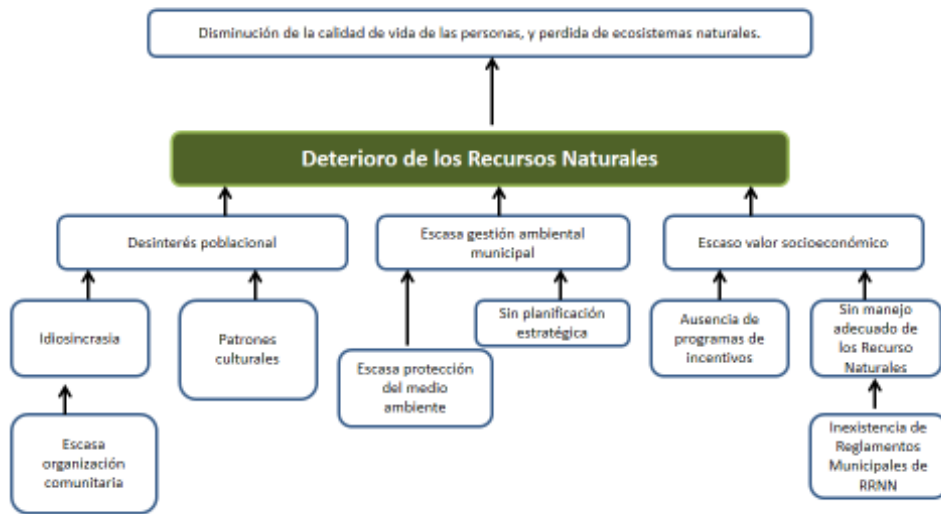 Disminución de la calidad de vida de las personas, y perdida de ecosistemas naturales.
Deterioro de los Recursos Naturales
Desinterés poblacional
Escasa gestión ambiental
municipal
Escaso valor socioeconómico
Idiosincrasia
Patrones
culturales
Escasa protección
del medio
ambiente
Sin planificación
estratégica
Ausencia de
programas de
incentivos
Sin manejo
adecuado de
los Recurso
Naturales
Escasa
organización
comunitaria
Inexistencia de
Reglamentos
Municipales de
RRNN